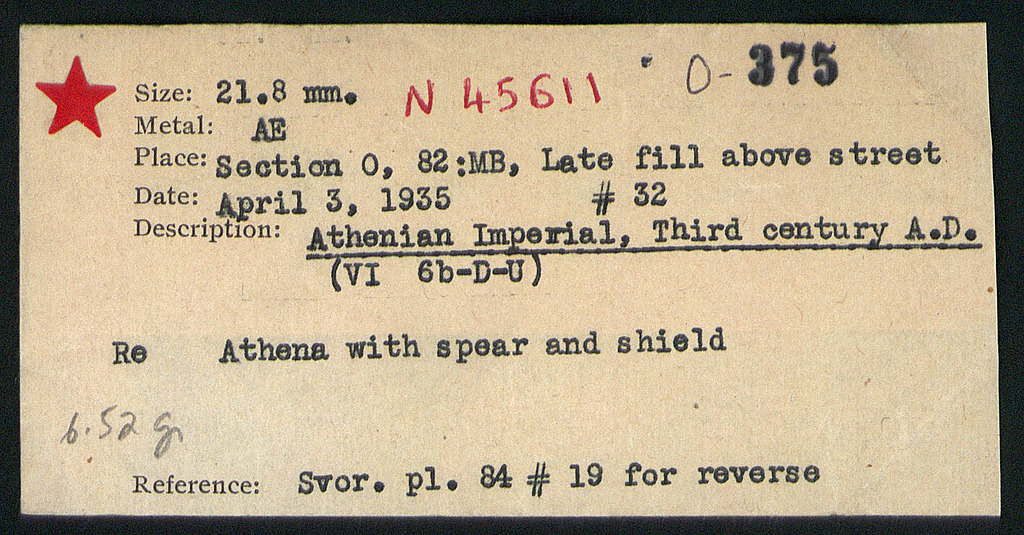 O-375
Size: 21.8 mm. N 45611
Metal: AE
Place: Section O, 82:MB, Late fill above street
Date: April 3, 1935 # 32
Description: Athenian Imperial, Third century A.D.
(VI 6b-D-U)
Re Athena with spear and shield
6.52 g.
Reference: Svor. pl. 84 # 19 for reverse